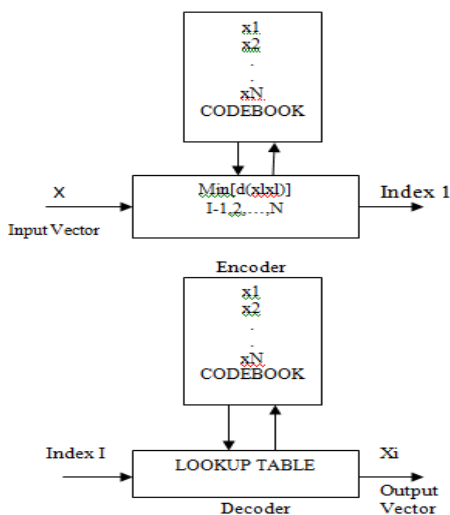 x1
x2
.
.
xN
CODEBOOK
X
Input Vector
Min[d(xlxl)]
I-1,2,…,N
Index 1
Encoder
x1
x2
.
.
xN
CODEBOOK
Index I
LOOKUP TABLE
Xi
Output
Vector
Decoder